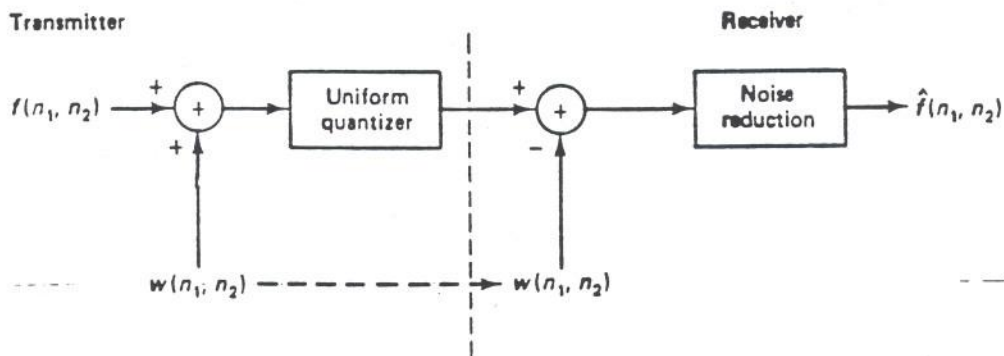 Transmitter
Receiver
f(n₁, n₂)
+
+
+
Uniform
quantizer
+
+
−
Noise
reduction
f̂(n₁, n₂)
w(n₁, n₂)
w(n₁, n₂)